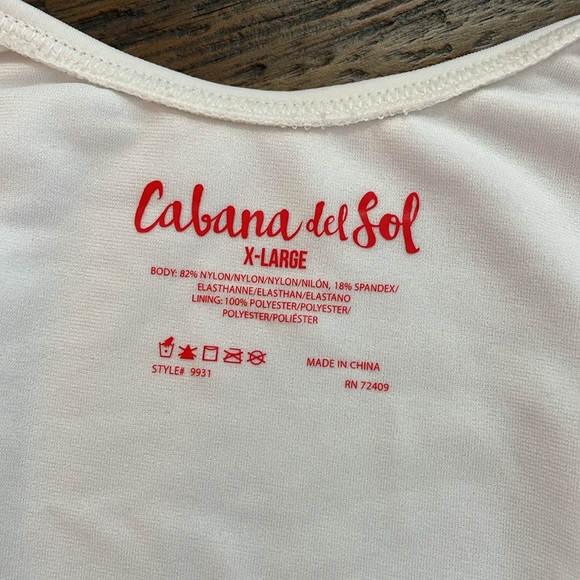 Cabana del Sol
X-LARGE
BODY: 82% NYLON/NYLON/NYLON/NILÓN, 18% SPANDEX/
ELASTHANNE/ELASTHAN/ELASTANO
LINING: 100% POLYESTER/POLYESTER/
POLYESTER/POLIÉSTER
MADE IN CHINA
STYLE# 9931
RN 72409